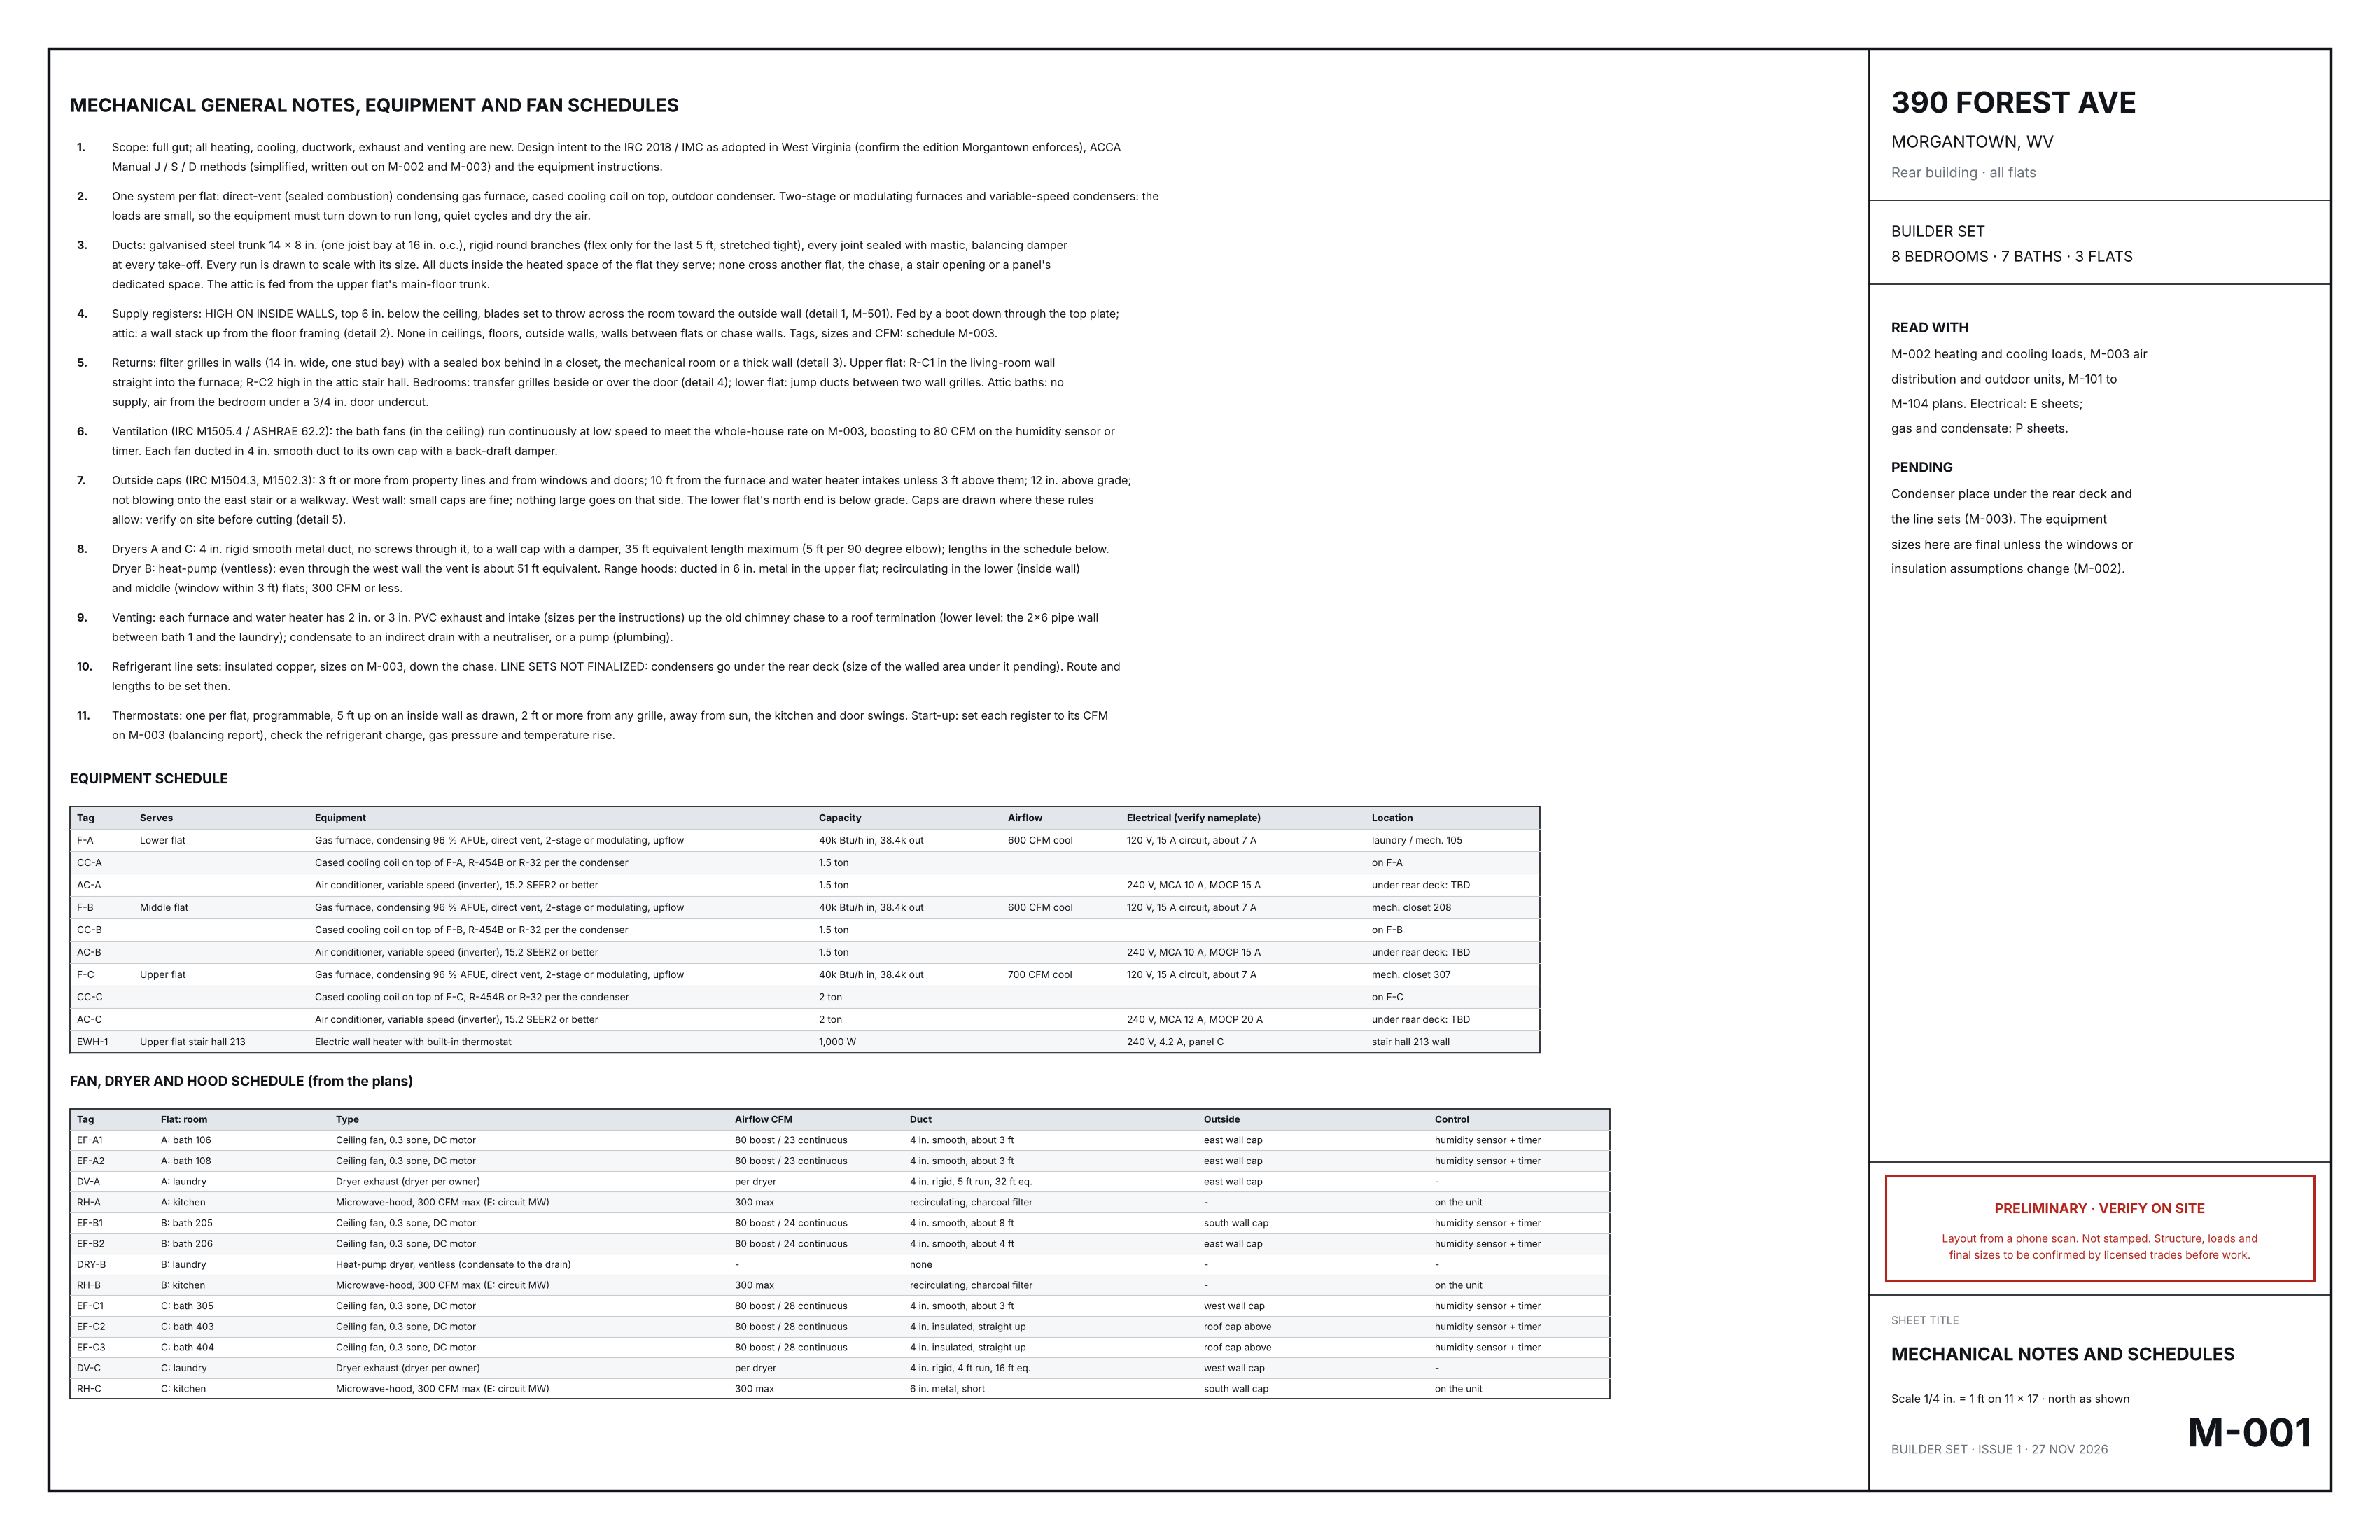 MECHANICAL GENERAL NOTES, EQUIPMENT AND FAN SCHEDULES
1. Scope: full gut; all heating, cooling, ductwork, exhaust and venting are new. Design intent to the IRC 2018 / IMC as adopted in West Virginia (confirm the edition Morgantown enforces), ACCA
Manual J / S / D methods (simplified, written out on M-002 and M-003) and the equipment instructions.
2. One system per flat: direct-vent (sealed combustion) condensing gas furnace, cased cooling coil on top, outdoor condenser. Two-stage or modulating furnaces and variable-speed condensers: the
loads are small, so the equipment must turn down to run long, quiet cycles and dry the air.
3. Ducts: galvanised steel trunk 14 × 8 in. (one joist bay at 16 in. o.c.), rigid round branches (flex only for the last 5 ft, stretched tight), every joint sealed with mastic, balancing damper
at every take-off. Every run is drawn to scale with its size. All ducts inside the heated space of the flat they serve; none cross another flat, the chase, a stair opening or a panel's
dedicated space. The attic is fed from the upper flat's main-floor trunk.
4. Supply registers: HIGH ON INSIDE WALLS, top 6 in. below the ceiling, blades set to throw across the room toward the outside wall (detail 1, M-501). Fed by a boot down through the top plate;
attic: a wall stack up from the floor framing (detail 2). None in ceilings, floors, outside walls, walls between flats or chase walls. Tags, sizes and CFM: schedule M-003.
5. Returns: filter grilles in walls (14 in. wide, one stud bay) with a sealed box behind in a closet, the mechanical room or a thick wall (detail 3). Upper flat: R-C1 in the living-room wall
straight into the furnace; R-C2 high in the attic stair hall. Bedrooms: transfer grilles beside or over the door (detail 4); lower flat: jump ducts between two wall grilles. Attic baths: no
supply, air from the bedroom under a 3/4 in. door undercut.
6. Ventilation (IRC M1505.4 / ASHRAE 62.2): the bath fans (in the ceiling) run continuously at low speed to meet the whole-house rate on M-003, boosting to 80 CFM on the humidity sensor or
timer. Each fan ducted in 4 in. smooth duct to its own cap with a back-draft damper.
7. Outside caps (IRC M1504.3, M1502.3): 3 ft or more from property lines and from windows and doors; 10 ft from the furnace and water heater intakes unless 3 ft above them; 12 in. above grade;
not blowing onto the east stair or a walkway. West wall: small caps are fine; nothing large goes on that side. The lower flat's north end is below grade. Caps are drawn where these rules
allow: verify on site before cutting (detail 5).
8. Dryers A and C: 4 in. rigid smooth metal duct, no screws through it, to a wall cap with a damper, 35 ft equivalent length maximum (5 ft per 90 degree elbow); lengths in the schedule below.
Dryer B: heat-pump (ventless): even through the west wall the vent is about 51 ft equivalent. Range hoods: ducted in 6 in. metal in the upper flat; recirculating in the lower (inside wall)
and middle (window within 3 ft) flats; 300 CFM or less.
9. Venting: each furnace and water heater has 2 in. or 3 in. PVC exhaust and intake (sizes per the instructions) up the old chimney chase to a roof termination (lower level: the 2×6 pipe wall
between bath 1 and the laundry); condensate to an indirect drain with a neutraliser, or a pump (plumbing).
10. Refrigerant line sets: insulated copper, sizes on M-003, down the chase. LINE SETS NOT FINALIZED: condensers go under the rear deck (size of the walled area under it pending). Route and
lengths to be set then.
11. Thermostats: one per flat, programmable, 5 ft up on an inside wall as drawn, 2 ft or more from any grille, away from sun, the kitchen and door swings. Start-up: set each register to its CFM
on M-003 (balancing report), check the refrigerant charge, gas pressure and temperature rise.
EQUIPMENT SCHEDULE
Tag Serves Equipment Capacity Airflow Electrical (verify nameplate) Location
F-A Lower flat Gas furnace, condensing 96 % AFUE, direct vent, 2-stage or modulating, upflow 40k Btu/h in, 38.4k out 600 CFM cool 120 V, 15 A circuit, about 7 A laundry / mech. 105
CC-A Cased cooling coil on top of F-A, R-454B or R-32 per the condenser 1.5 ton on F-A
AC-A Air conditioner, variable speed (inverter), 15.2 SEER2 or better 1.5 ton 240 V, MCA 10 A, MOCP 15 A under rear deck: TBD
F-B Middle flat Gas furnace, condensing 96 % AFUE, direct vent, 2-stage or modulating, upflow 40k Btu/h in, 38.4k out 600 CFM cool 120 V, 15 A circuit, about 7 A mech. closet 208
CC-B Cased cooling coil on top of F-B, R-454B or R-32 per the condenser 1.5 ton on F-B
AC-B Air conditioner, variable speed (inverter), 15.2 SEER2 or better 1.5 ton 240 V, MCA 10 A, MOCP 15 A under rear deck: TBD
F-C Upper flat Gas furnace, condensing 96 % AFUE, direct vent, 2-stage or modulating, upflow 40k Btu/h in, 38.4k out 700 CFM cool 120 V, 15 A circuit, about 7 A mech. closet 307
CC-C Cased cooling coil on top of F-C, R-454B or R-32 per the condenser 2 ton on F-C
AC-C Air conditioner, variable speed (inverter), 15.2 SEER2 or better 2 ton 240 V, MCA 12 A, MOCP 20 A under rear deck: TBD
EWH-1 Upper flat stair hall 213 Electric wall heater with built-in thermostat 1,000 W 240 V, 4.2 A, panel C stair hall 213 wall
FAN, DRYER AND HOOD SCHEDULE (from the plans)
Tag Flat: room Type Airflow CFM Duct Outside Control
EF-A1 A: bath 106 Ceiling fan, 0.3 sone, DC motor 80 boost / 23 continuous 4 in. smooth, about 3 ft east wall cap humidity sensor + timer
EF-A2 A: bath 108 Ceiling fan, 0.3 sone, DC motor 80 boost / 23 continuous 4 in. smooth, about 3 ft east wall cap humidity sensor + timer
DV-A A: laundry Dryer exhaust (dryer per owner) per dryer 4 in. rigid, 5 ft run, 32 ft eq. east wall cap -
RH-A A: kitchen Microwave-hood, 300 CFM max (E: circuit MW) 300 max recirculating, charcoal filter - on the unit
EF-B1 B: bath 205 Ceiling fan, 0.3 sone, DC motor 80 boost / 24 continuous 4 in. smooth, about 8 ft south wall cap humidity sensor + timer
EF-B2 B: bath 206 Ceiling fan, 0.3 sone, DC motor 80 boost / 24 continuous 4 in. smooth, about 4 ft east wall cap humidity sensor + timer
DRY-B B: laundry Heat-pump dryer, ventless (condensate to the drain) - none - -
RH-B B: kitchen Microwave-hood, 300 CFM max (E: circuit MW) 300 max recirculating, charcoal filter - on the unit
EF-C1 C: bath 305 Ceiling fan, 0.3 sone, DC motor 80 boost / 28 continuous 4 in. smooth, about 3 ft west wall cap humidity sensor + timer
EF-C2 C: bath 403 Ceiling fan, 0.3 sone, DC motor 80 boost / 28 continuous 4 in. insulated, straight up roof cap above humidity sensor + timer
EF-C3 C: bath 404 Ceiling fan, 0.3 sone, DC motor 80 boost / 28 continuous 4 in. insulated, straight up roof cap above humidity sensor + timer
DV-C C: laundry Dryer exhaust (dryer per owner) per dryer 4 in. rigid, 4 ft run, 16 ft eq. west wall cap -
RH-C C: kitchen Microwave-hood, 300 CFM max (E: circuit MW) 300 max 6 in. metal, short south wall cap on the unit
390 FOREST AVE
MORGANTOWN, WV
Rear building · all flats
BUILDER SET
8 BEDROOMS · 7 BATHS · 3 FLATS
READ WITH
M-002 heating and cooling loads, M-003 air
distribution and outdoor units, M-101 to
M-104 plans. Electrical: E sheets;
gas and condensate: P sheets.
PENDING
Condenser place under the rear deck and
the line sets (M-003). The equipment
sizes here are final unless the windows or
insulation assumptions change (M-002).
PRELIMINARY · VERIFY ON SITE
Layout from a phone scan. Not stamped. Structure, loads and
final sizes to be confirmed by licensed trades before work.
SHEET TITLE
MECHANICAL NOTES AND SCHEDULES
Scale 1/4 in. = 1 ft on 11 × 17 · north as shown
BUILDER SET · ISSUE 1 · 27 NOV 2026
M-001